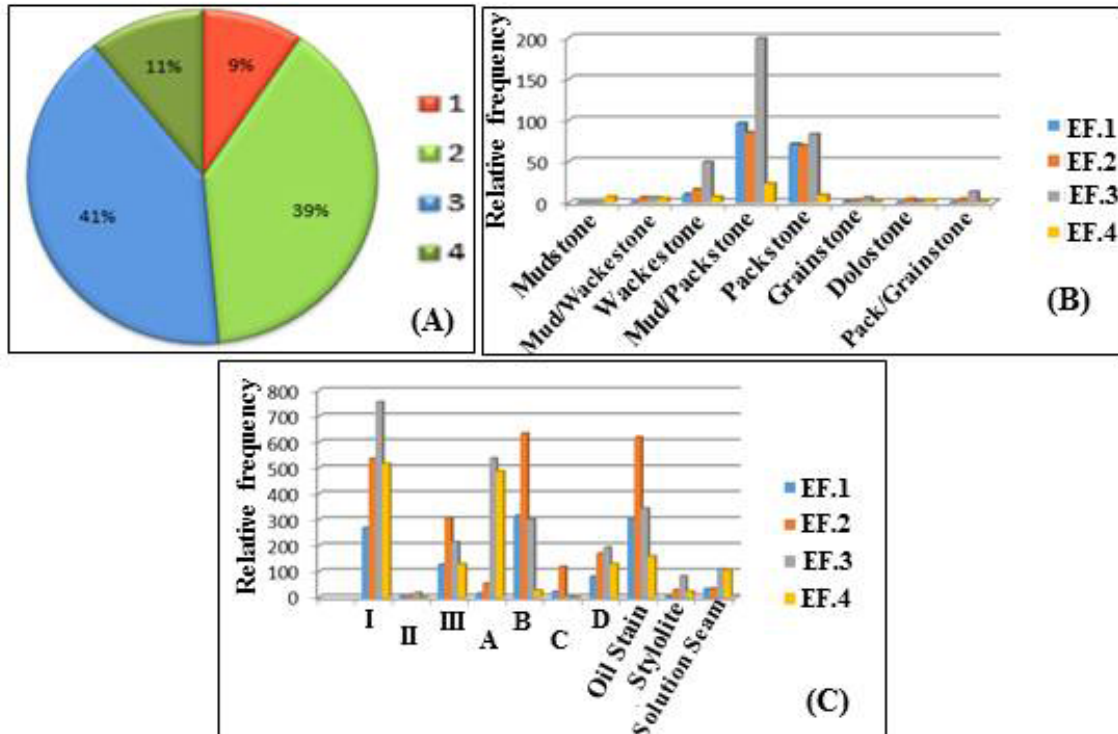 9%
39%
41%
11%
1
2
3
4
(A)
Relative frequency
200
150
100
50
0
Mudstone
Mud/Wackestone
Wackestone
Mud/Packstone
Packstone
Grainstone
Dolostone
Pack/Grainstone
EF.1
EF.2
EF.3
EF.4
(B)
Relative frequency
800
700
600
500
400
300
200
100
0
I
II
III
A
B
C
D
Oil Stain
Stylolite
Solution Seam
EF.1
EF.2
EF.3
EF.4
(C)